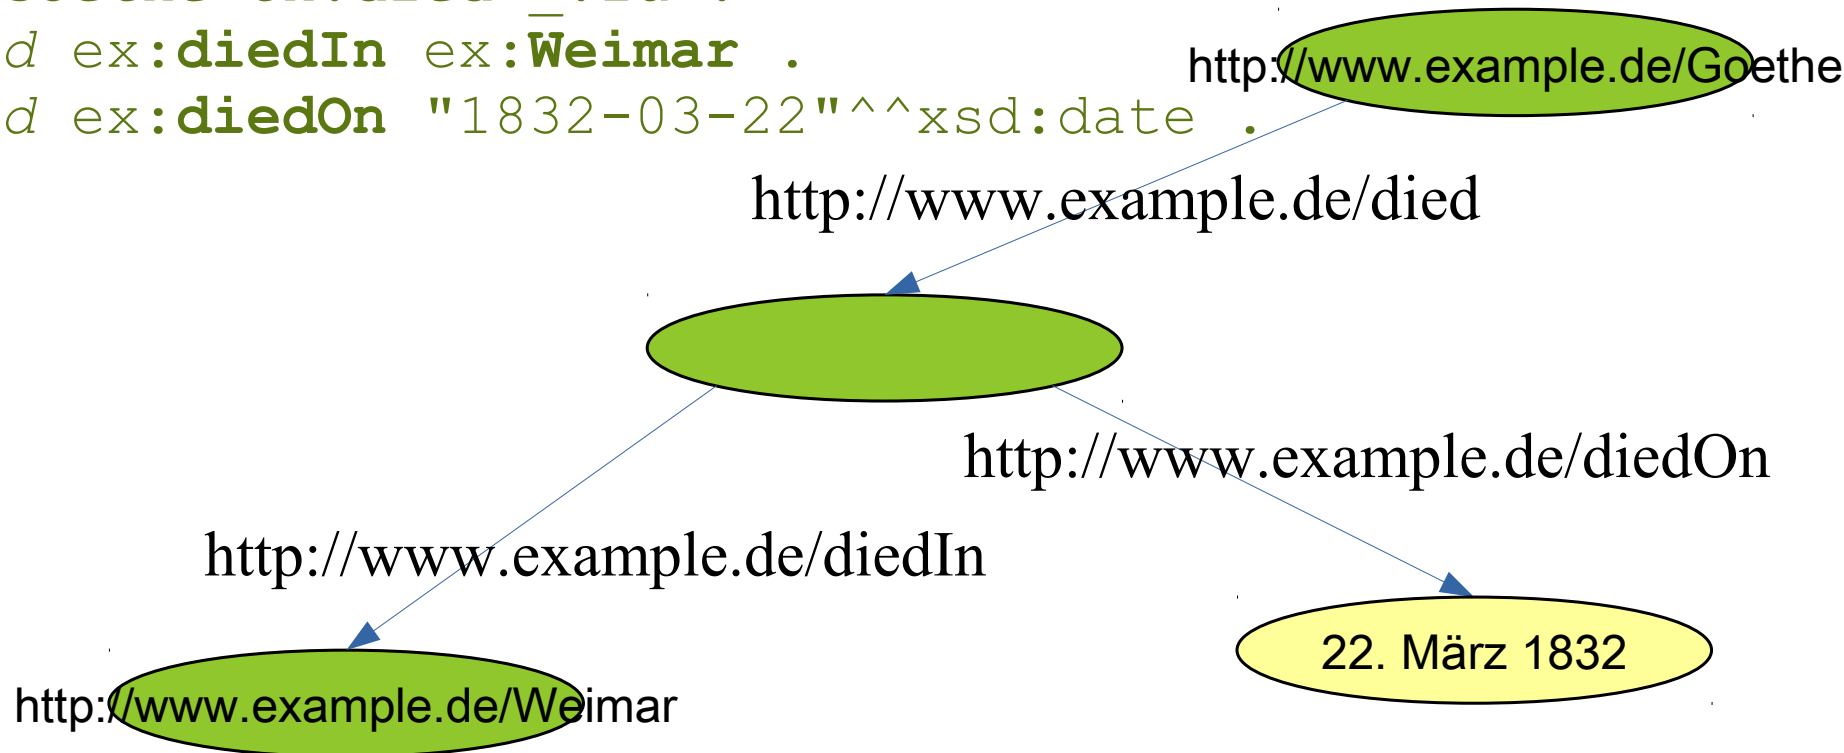 d ex:diedIn ex:Weimar .
d ex:diedOn "1832-03-22"^^xsd:date .
http://www.example.de/Goethe
http://www.example.de/died
http://www.example.de/diedOn
http://www.example.de/diedIn
22. März 1832
http://www.example.de/Weimar